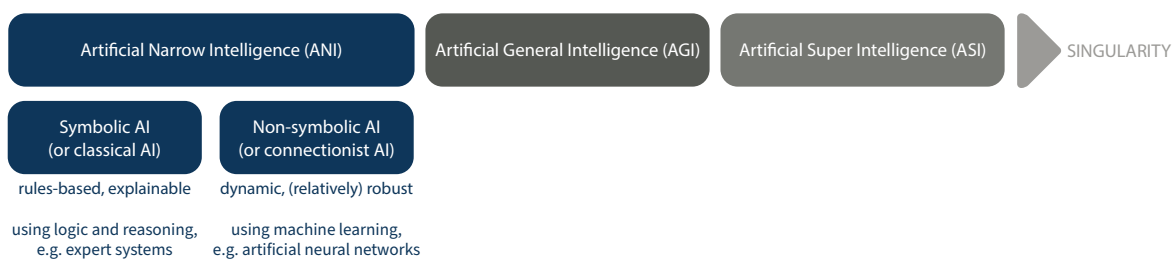 Artificial Narrow Intelligence (ANI)
Artificial General Intelligence (AGI)
Artificial Super Intelligence (ASI)
SINGULARITY
Symbolic AI
(or classical AI)
rules-based, explainable
using logic and reasoning,
e.g. expert systems
Non-symbolic AI
(or connectionist AI)
dynamic, (relatively) robust
using machine learning,
e.g. artificial neural networks